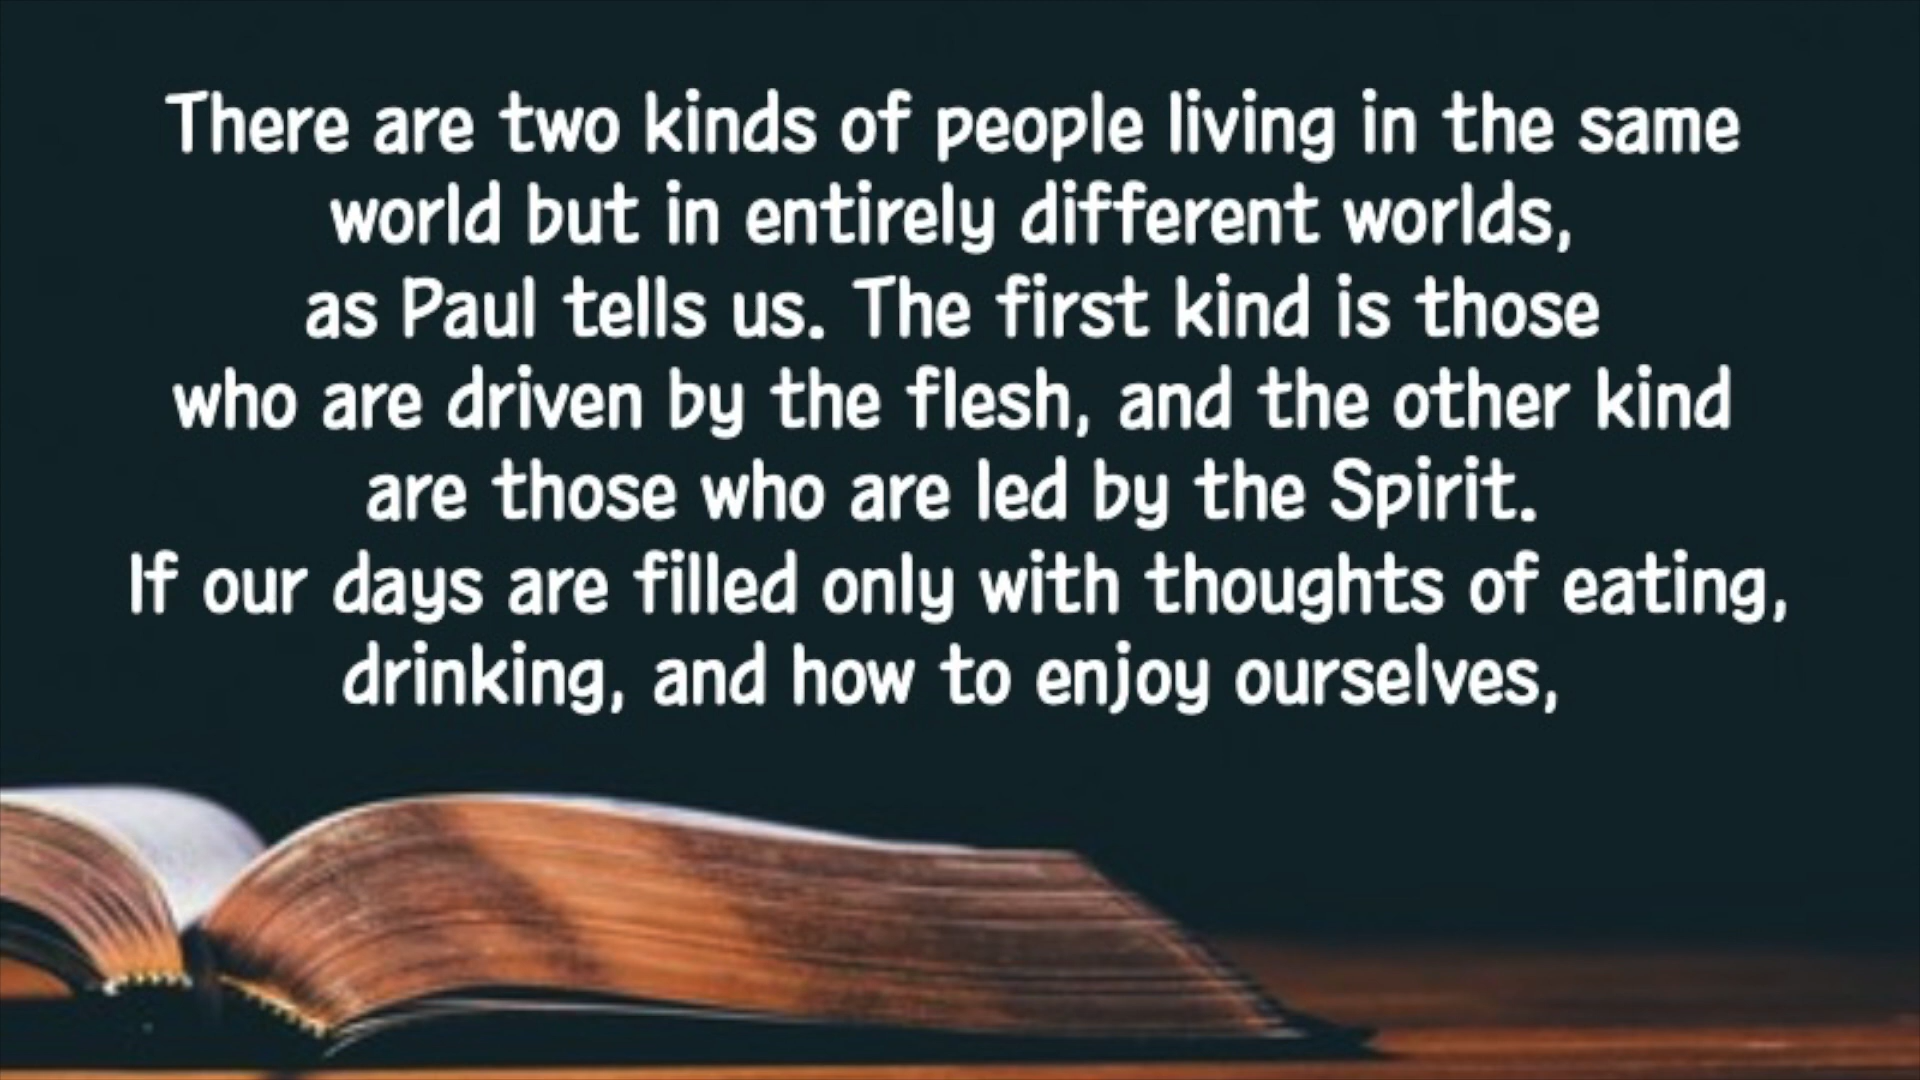 There are two kinds of people living in the same
world but in entirely different worlds,
as Paul tells us. The first kind is those
who are driven by the flesh, and the other kind
are those who are led by the Spirit.
If our days are filled only with thoughts of eating,
drinking, and how to enjoy ourselves,